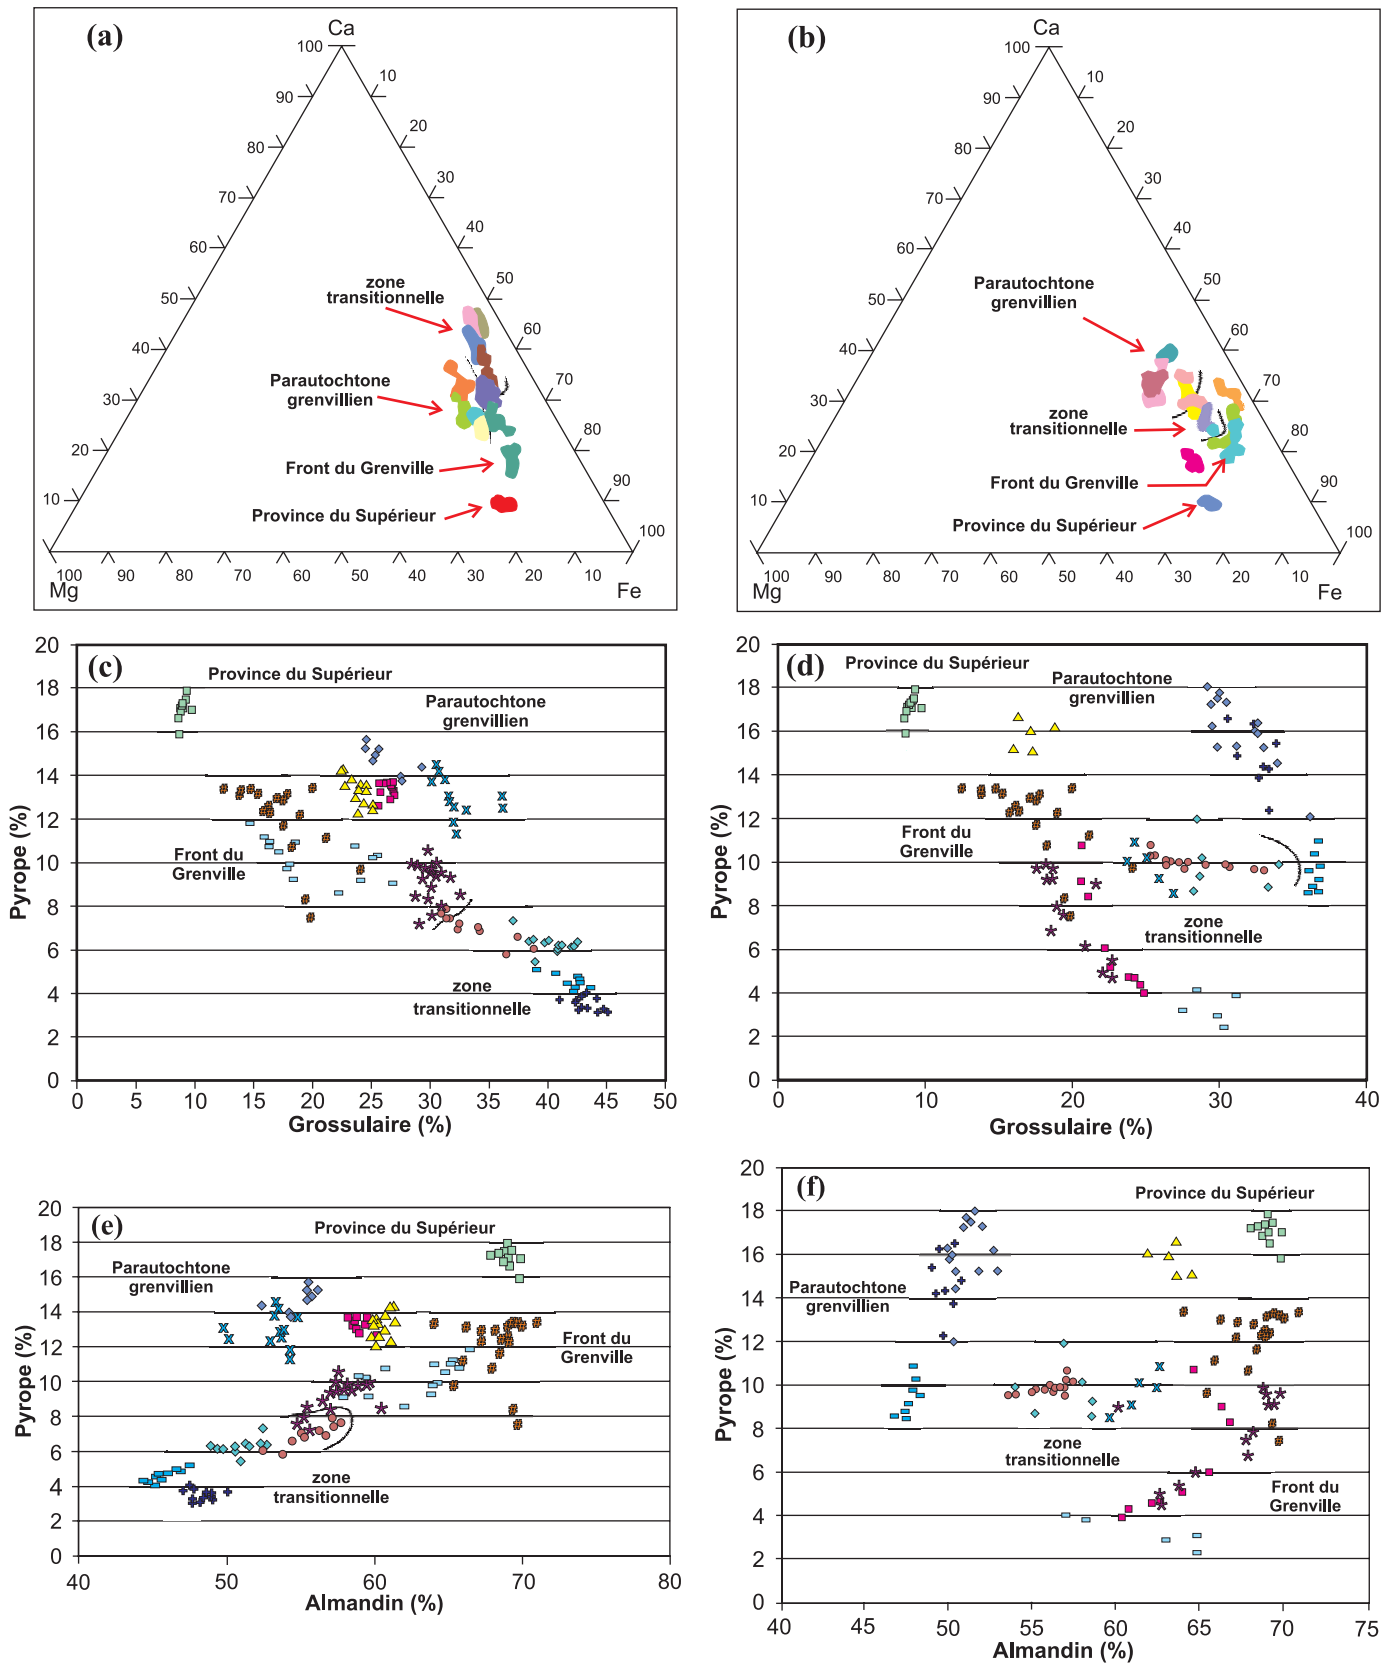 (a)
Ca
100
10
90
20
80
30
70
40
60
50
50
60
40
70
30
80
20
90
10
100
zone
transitionnelle
Parautochtone
grenvillien
Front du Grenville
Province du Supérieur
100 90 80 70 60 50 40 30 20 10
Mg
Fe
(b)
Ca
100
10
90
20
80
30
70
40
60
50
50
60
40
70
30
80
20
90
10
100
Parautochtone
grenvillien
zone
transitionnelle
Front du Grenville
Province du Supérieur
100 90 80 70 60 50 40 30 20 10
Mg
Fe
(c)
Province du Supérieur
Parautochtone
grenvillien
Front du
Grenville
zone
transitionnelle
Pyrope (%)
20
18
16
14
12
10
8
6
4
2
0
0 5 10 15 20 25 30 35 40 45 50
Grossulaire (%)
(d)
Province du Supérieur
Parautochtone
grenvillien
Front du
Grenville
zone
transitionnelle
Pyrope (%)
20
18
16
14
12
10
8
6
4
2
0
0 10 20 30 40
Grossulaire (%)
(e)
Province du Supérieur
Parautochtone
grenvillien
Front du
Grenville
zone
transitionnelle
Pyrope (%)
20
18
16
14
12
10
8
6
4
2
0
40 50 60 70 80
Almandin (%)
(f)
Province du Supérieur
Parautochtone
grenvillien
zone
transitionnelle
Front du
Grenville
Pyrope (%)
20
18
16
14
12
10
8
6
4
2
0
40 45 50 55 60 65 70 75
Almandin (%)